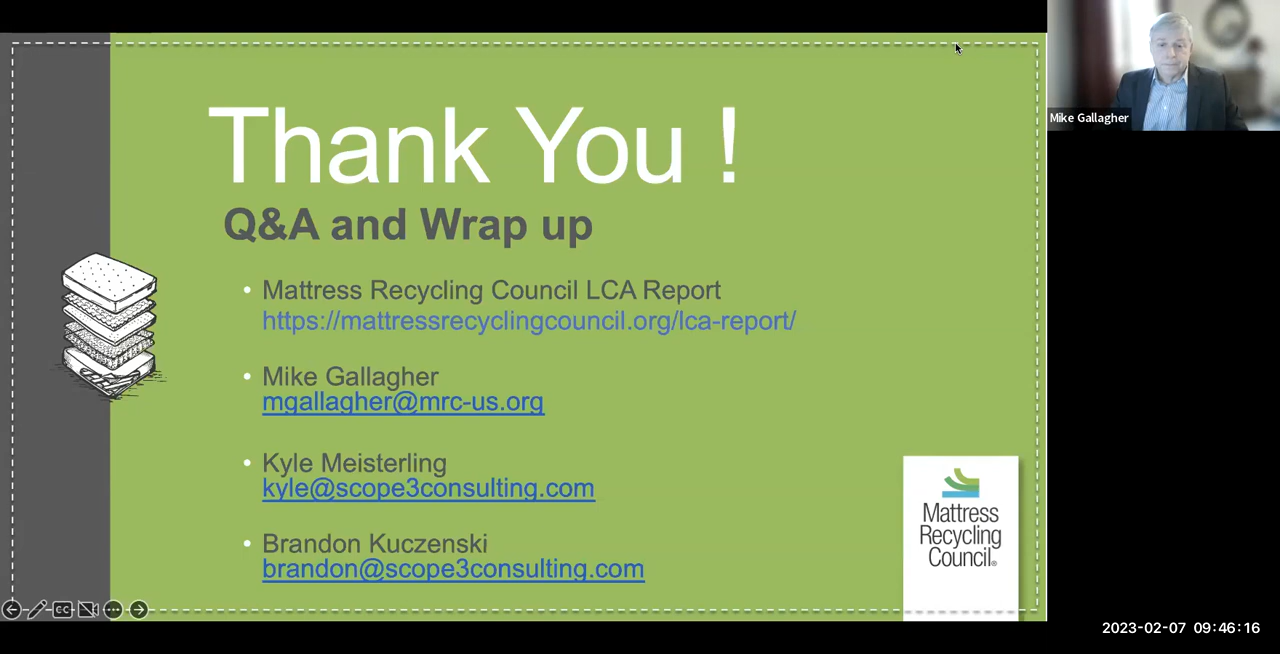 Thank You !
Q&A and Wrap up
• Mattress Recycling Council LCA Report
https://mattressrecyclingcouncil.org/lca-report/
• Mike Gallagher
mgallagher@mrc-us.org
• Kyle Meisterling
kyle@scope3consulting.com
• Brandon Kuczenski
brandon@scope3consulting.com
Mattress
Recycling
Council®
CC
Mike Gallagher
2023-02-07 09:46:16